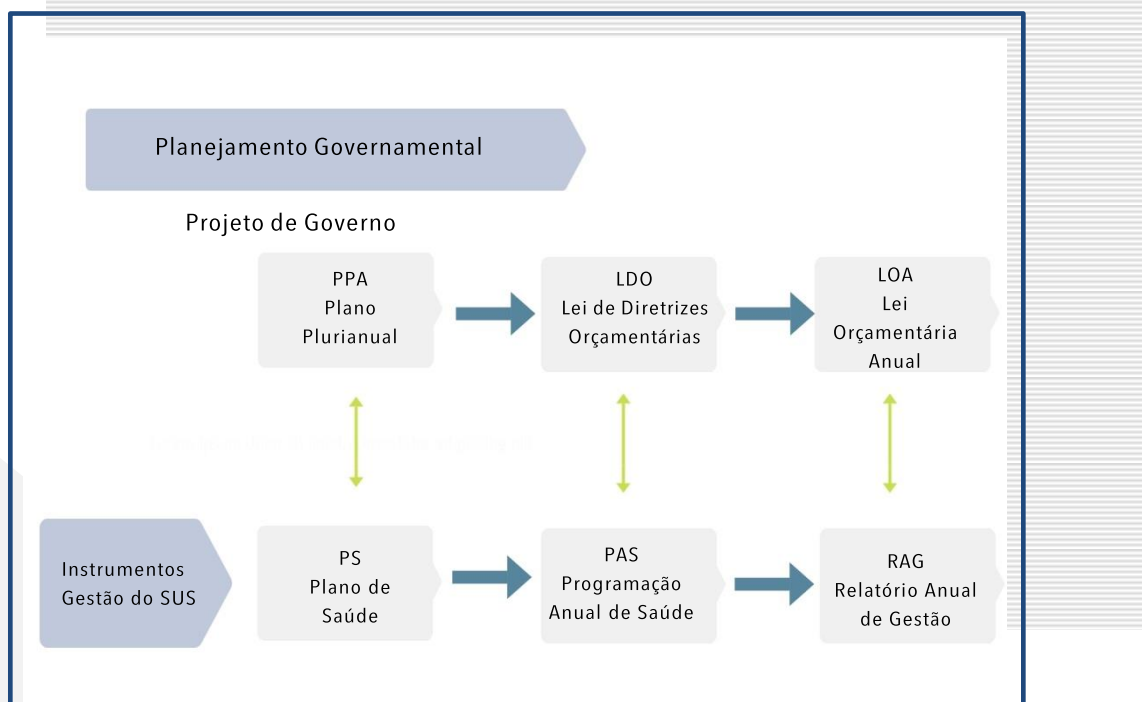 Planejamento Governamental
Projeto de Governo
PPA
Plano
Plurianual
LDO
Lei de Diretrizes
Orçamentárias
LOA
Lei
Orçamentária
Anual
Instrumentos
Gestão do SUS
PS
Plano de
Saúde
PAS
Programação
Anual de Saúde
RAG
Relatório Anual
de Gestão